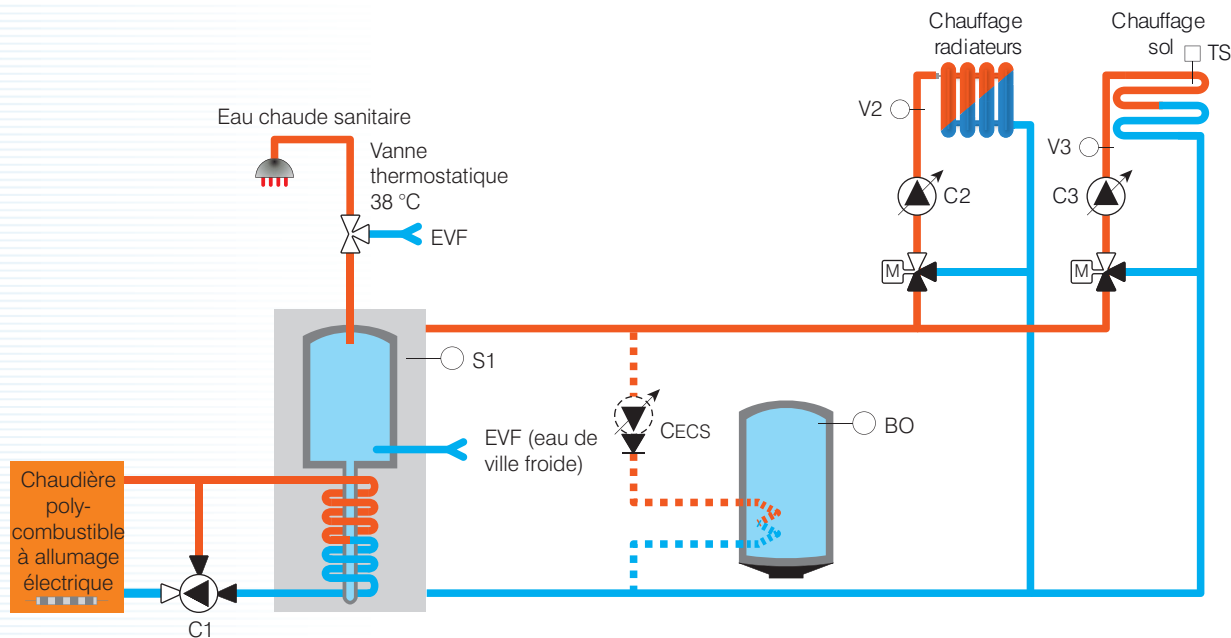 Chauffage
radiateurs
Chauffage
sol
TS
V2
Eau chaude sanitaire
Vanne
thermostatique
38 °C
V3
C2
C3
EVF
M
M
S1
CECS
BO
EVF (eau de
ville froide)
Chaudière
poly-
combustible
à allumage
électrique
C1